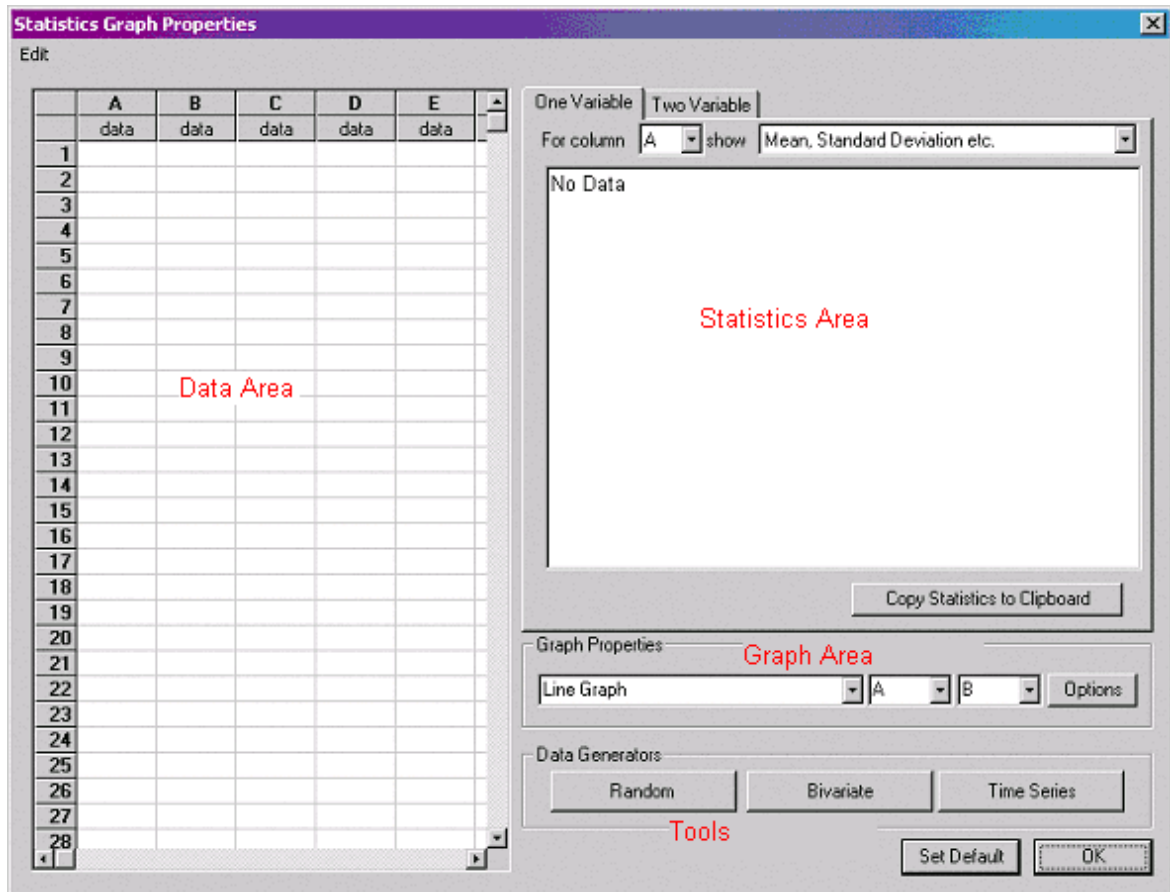 Statistics Graph Properties
Edit
A B C D E
data data data data data
1
2
3
4
5
6
7
8
9
10
11
12
13
14
15
16
17
18
19
20
21
22
23
24
25
26
27
28
Data Area
One Variable Two Variable
For column A show Mean, Standard Deviation etc.
No Data
Statistics Area
Copy Statistics to Clipboard
Graph Properties
Graph Area
Line Graph A B Options
Data Generators
Random Bivariate Time Series
Tools
Set Default OK